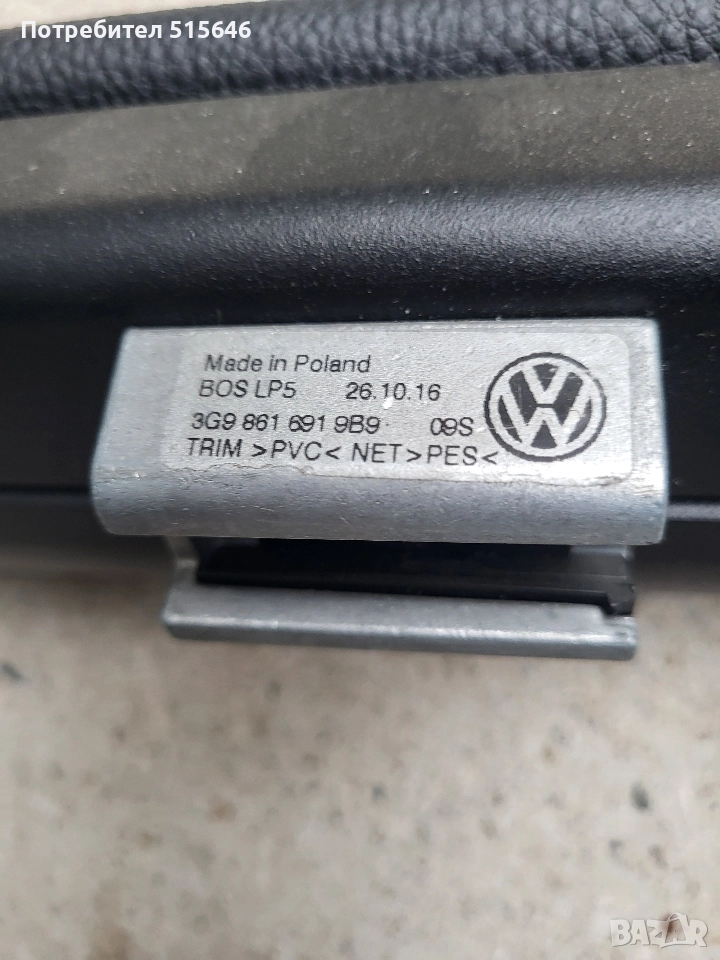 Потребител 515646
Made in Poland
BOS LP5 26.10.16
3G9 861 691 9B9 09S
TRIM >PVC< NET >PES<
BAZAR